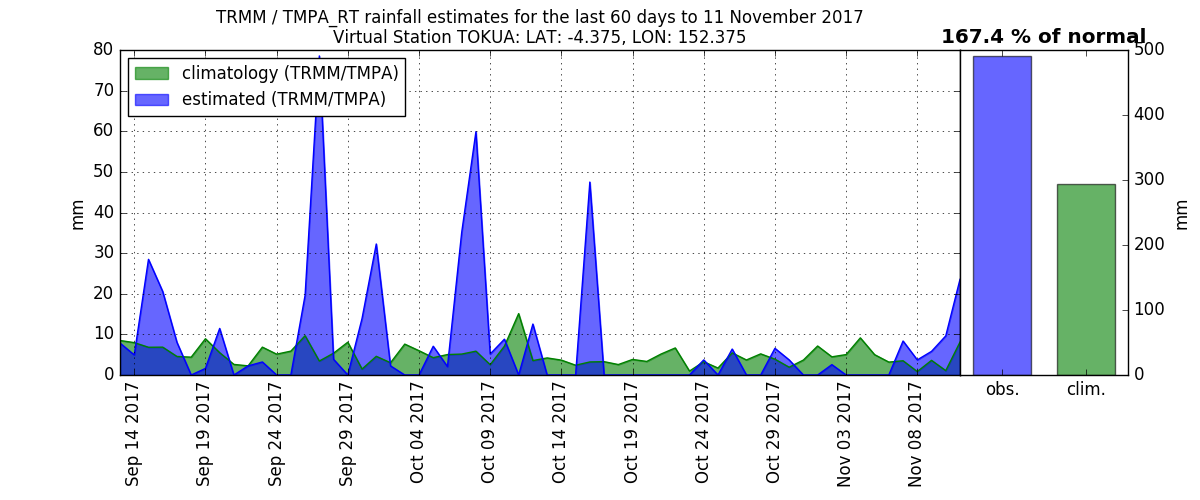 TRMM / TMPA_RT rainfall estimates for the last 60 days to 11 November 2017
Virtual Station TOKUA: LAT: -4.375, LON: 152.375
167.4 % of normal
climatology (TRMM/TMPA)
estimated (TRMM/TMPA)
80
70
60
50
40
30
20
10
0
mm
Sep 14 2017
Sep 19 2017
Sep 24 2017
Sep 29 2017
Oct 04 2017
Oct 09 2017
Oct 14 2017
Oct 19 2017
Oct 24 2017
Oct 29 2017
Nov 03 2017
Nov 08 2017
obs.
clim.
500
400
300
200
100
0
mm